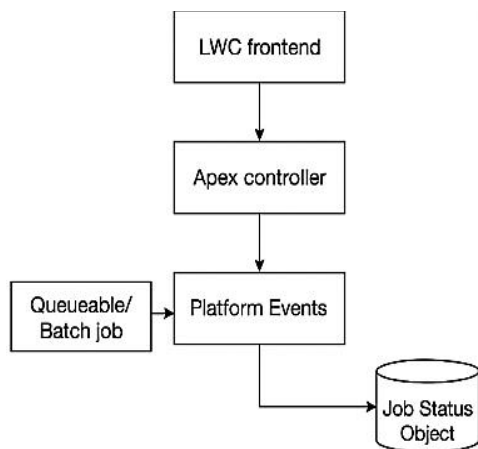 LWC frontend
Apex controller
Queueable/
Batch job
Platform Events
Job Status
Object